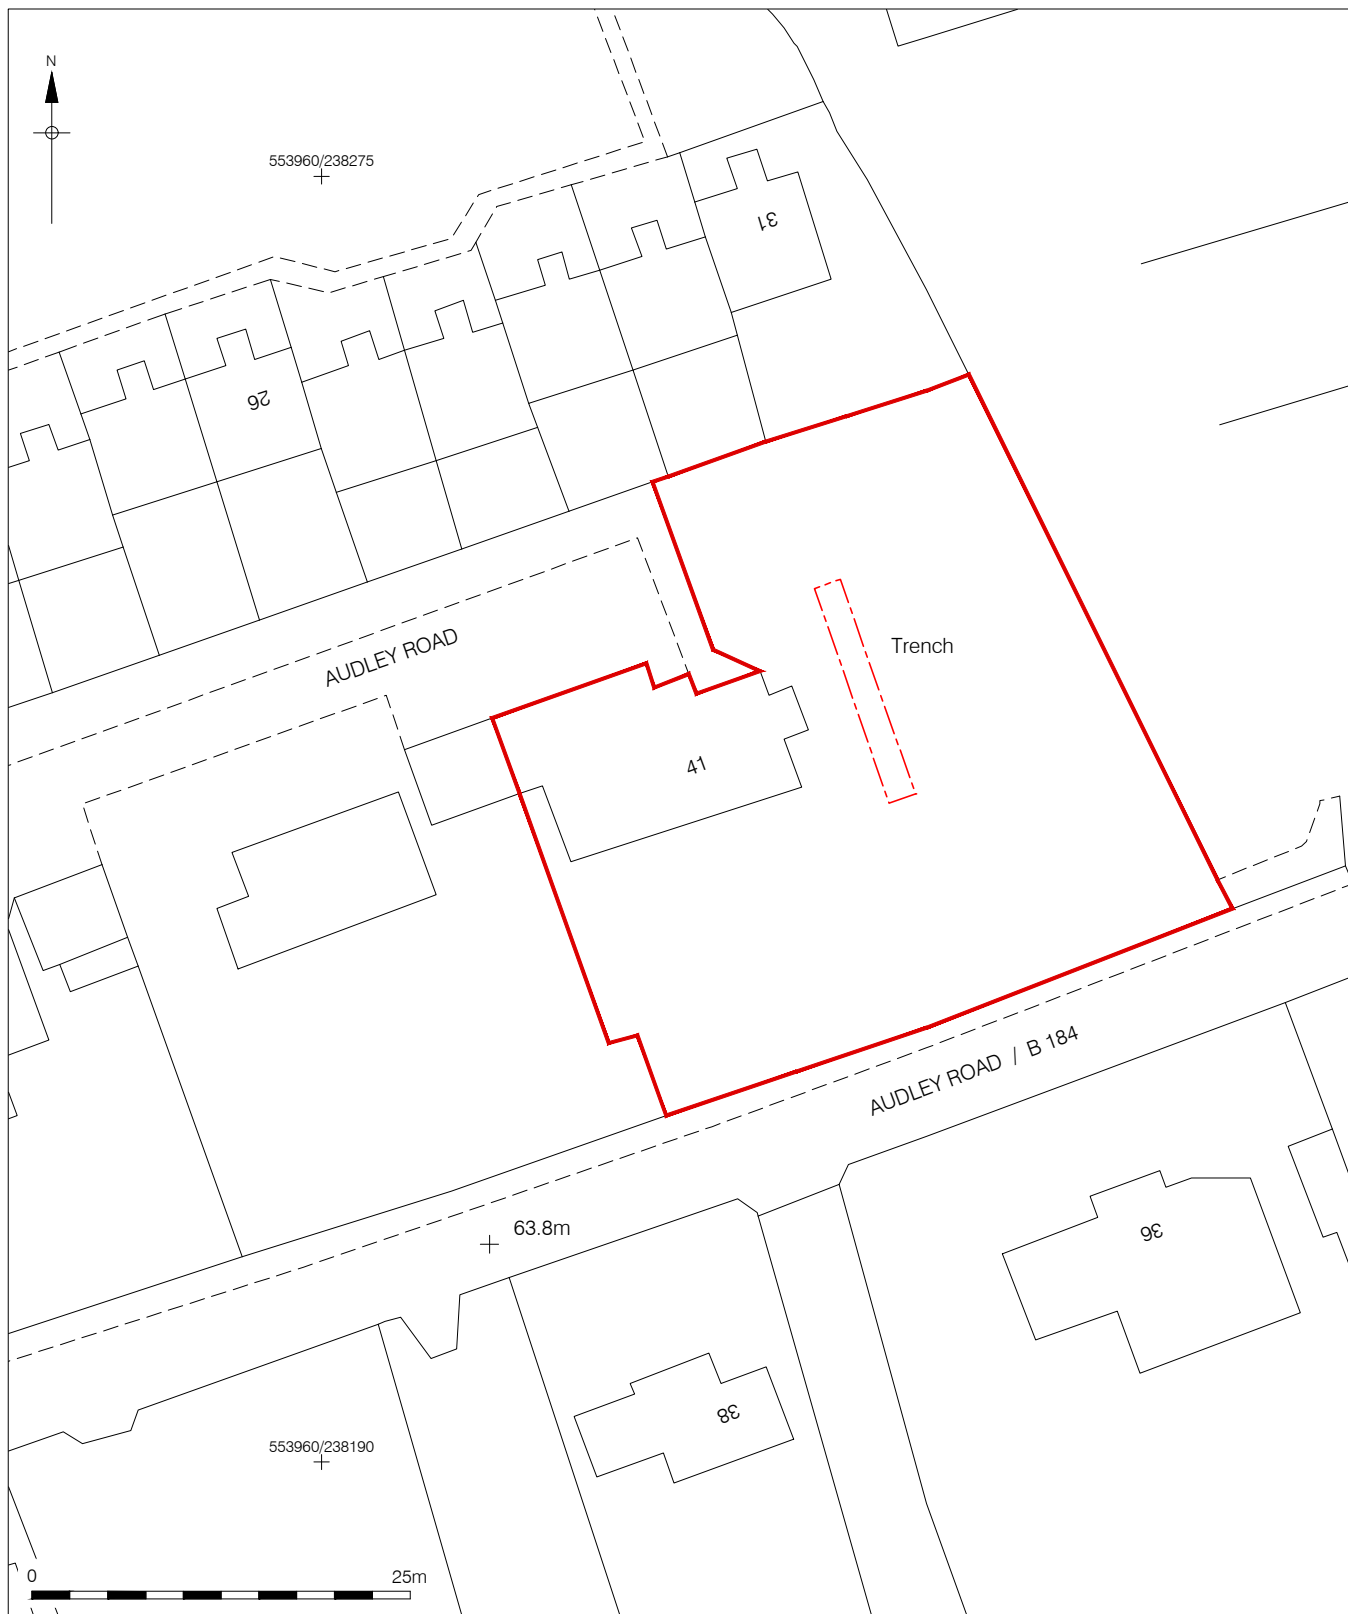 N
553960/238275
31
26
AUDLEY ROAD
Trench
41
AUDLEY ROAD / B 184
63.8m
36
38
553960/238190
0 25m